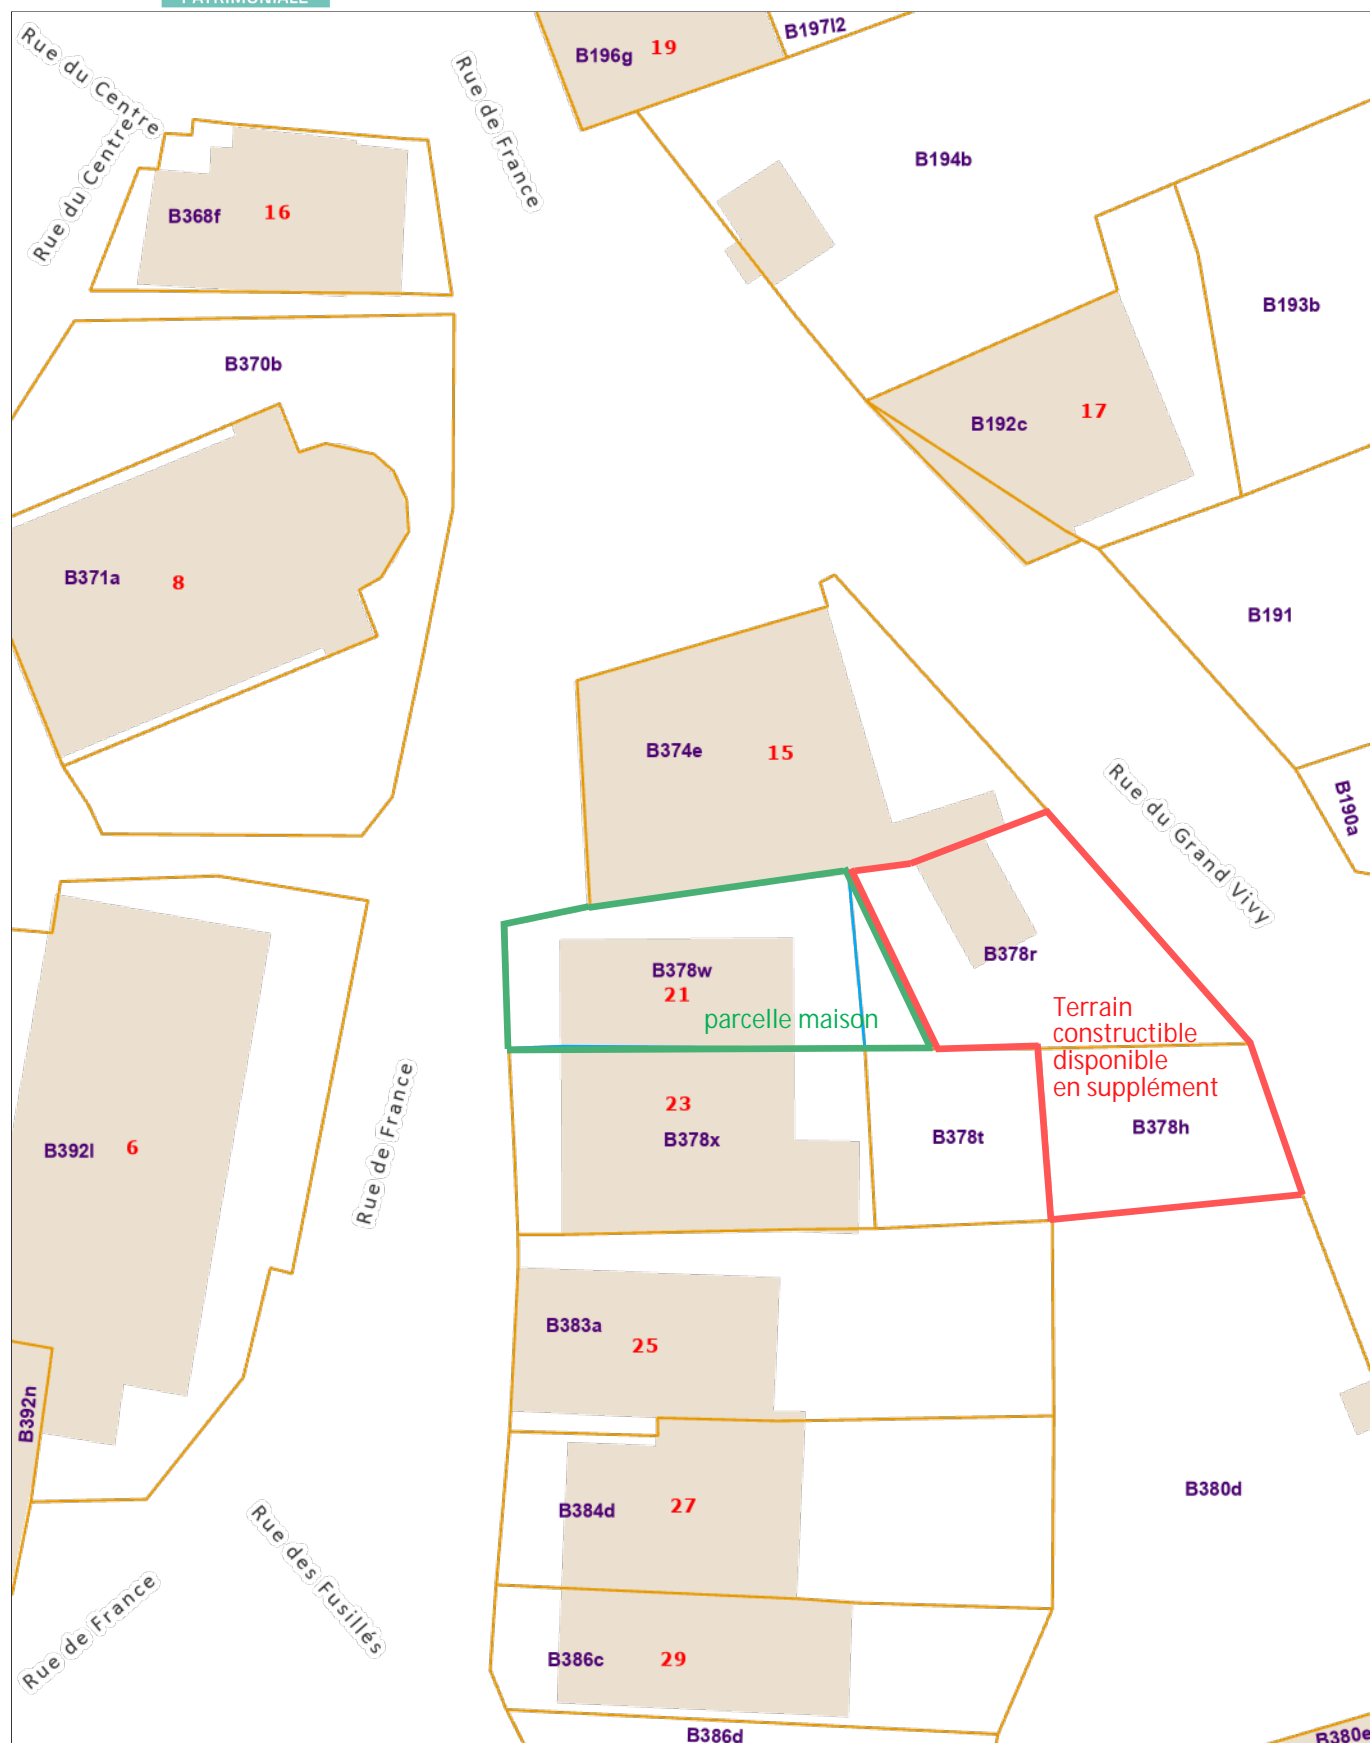 PATRIMONIALE
Rue du Centre
Rue du Centre
Rue de France
B196g
19
B197l2
B194b
B368f
16
B193b
B370b
B192c
17
B371a
8
B191
B374e
15
Rue du Grand Vivy
B190a
B378w
21
B378r
parcelle maison
Terrain
constructible
disponible
en supplément
Rue de France
23
B378x
B378t
B378h
B392l
6
B383a
25
B392n
B384d
27
B380d
Rue des Fusillés
Rue de France
B386c
29
B386d
B380e